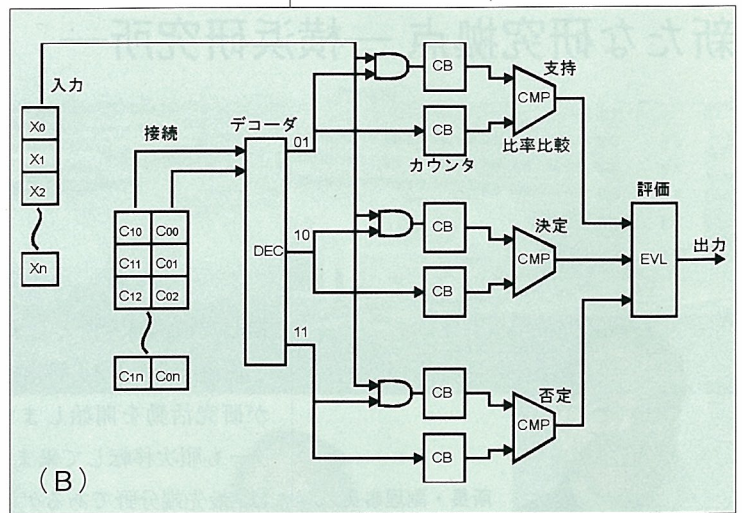 入力
X0
X1
X2
Xn
接続
C10 C00
C11 C01
C12 C02
C1n C0n
デコーダ
DEC
01
10
11
CB
CB
カウンタ
CMP
支持
比率比較
CB
CB
CMP
決定
CB
CB
CMP
否定
評価
EVL
出力
(B)
新たな研究拠点―横浜研究所―